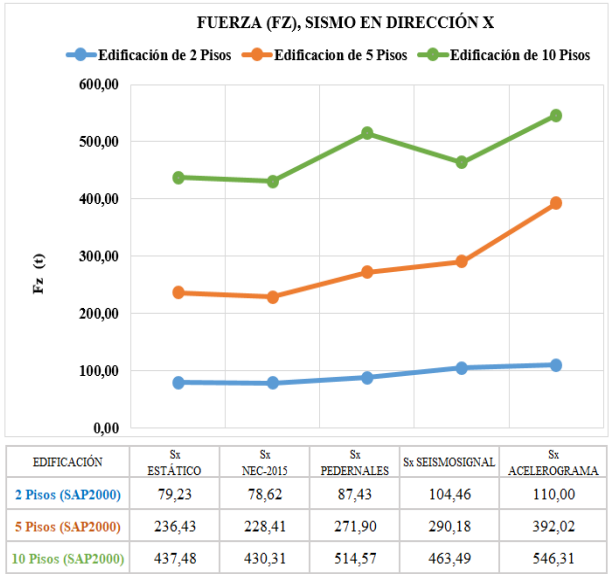 FUERZA (FZ), SISMO EN DIRECCIÓN X
Edificación de 2 Pisos Edificacion de 5 Pisos Edificación de 10 Pisos
600,00
500,00
400,00
300,00
200,00
100,00
0,00
Fz (t)
EDIFICACIÓN Sx ESTÁTICO Sx NEC-2015 Sx PEDERNALES Sx SEISMOSIGNAL Sx ACELEROGRAMA
2 Pisos (SAP2000) 79,23 78,62 87,43 104,46 110,00
5 Pisos (SAP2000) 236,43 228,41 271,90 290,18 392,02
10 Pisos (SAP2000) 437,48 430,31 514,57 463,49 546,31